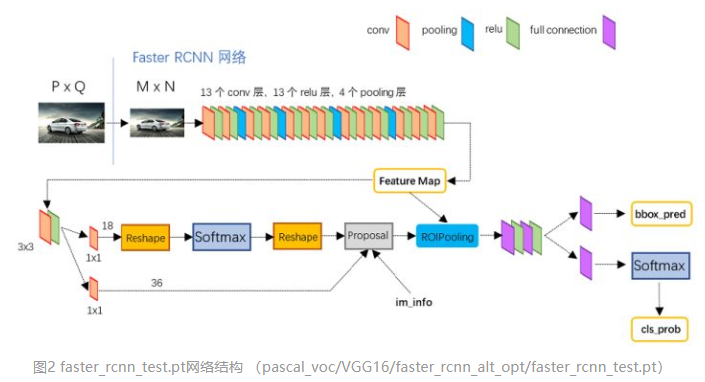 conv
pooling
relu
full connection
Faster RCNN 网络
P x Q
M x N
13 个 conv 层，13 个 relu 层，4 个 pooling 层
Feature Map
3x3
18
1x1
Reshape
Softmax
Reshape
Proposal
ROIPooling
bbox_pred
Softmax
36
1x1
im_info
cls_prob
图2 faster_rcnn_test.pt网络结构 （pascal_voc/VGG16/faster_rcnn_alt_opt/faster_rcnn_test.pt）